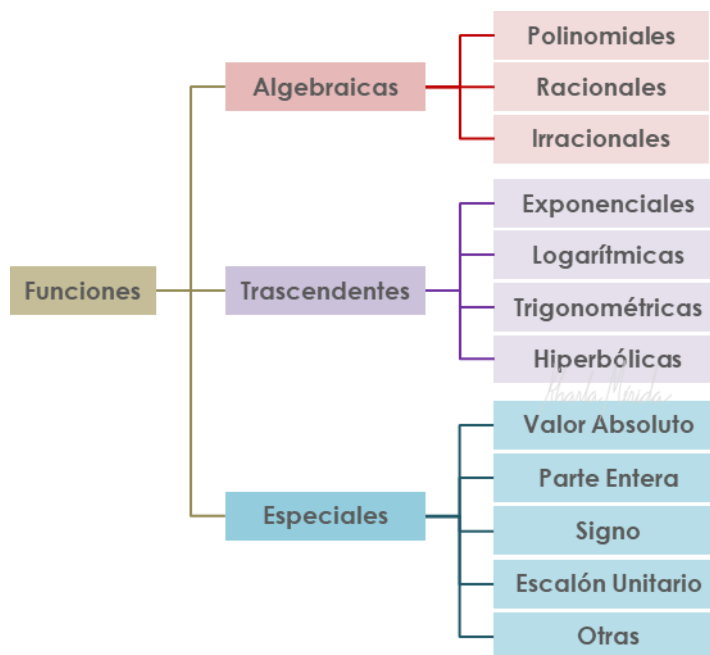 Funciones
Algebraicas
Polinomiales
Racionales
Irracionales
Trascendentes
Exponenciales
Logarítmicas
Trigonométricas
Hiperbólicas
Especiales
Valor Absoluto
Parte Entera
Signo
Escalón Unitario
Otras